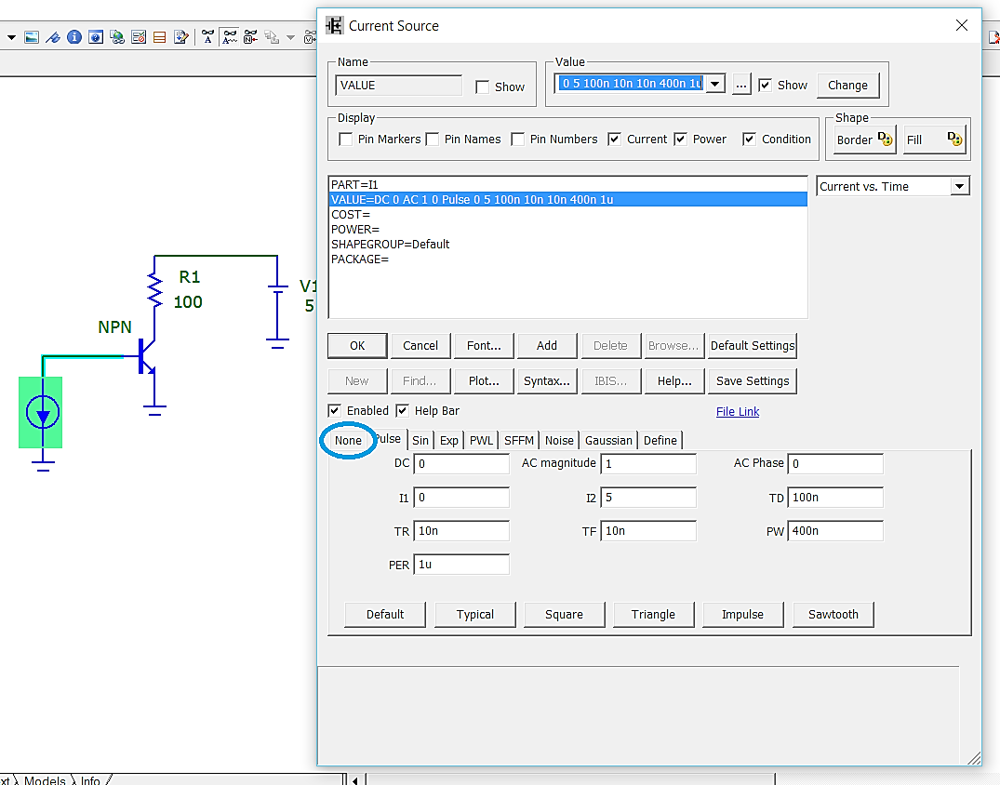 Current Source
Name
VALUE
Show
Value
0 5 100n 10n 10n 400n 1u
...
Show
Change
Display
Pin Markers
Pin Names
Pin Numbers
Current
Power
Condition
Shape
Border
Fill
PART=I1
VALUE=DC 0 AC 1 0 Pulse 0 5 100n 10n 10n 400n 1u
COST=
POWER=
SHAPEGROUP=Default
PACKAGE=
Current vs. Time
R1
100
NPN
V1
5
OK
Cancel
Font...
Add
Delete
Browse...
Default Settings
New
Find...
Plot...
Syntax...
IBIS...
Help...
Save Settings
Enabled
Help Bar
File Link
None
Pulse
Sin
Exp
PWL
SFFM
Noise
Gaussian
Define
DC 0
AC magnitude 1
AC Phase 0
I1 0
I2 5
TD 100n
TR 10n
TF 10n
PW 400n
PER 1u
Default
Typical
Square
Triangle
Impulse
Sawtooth
xt
Models
Info